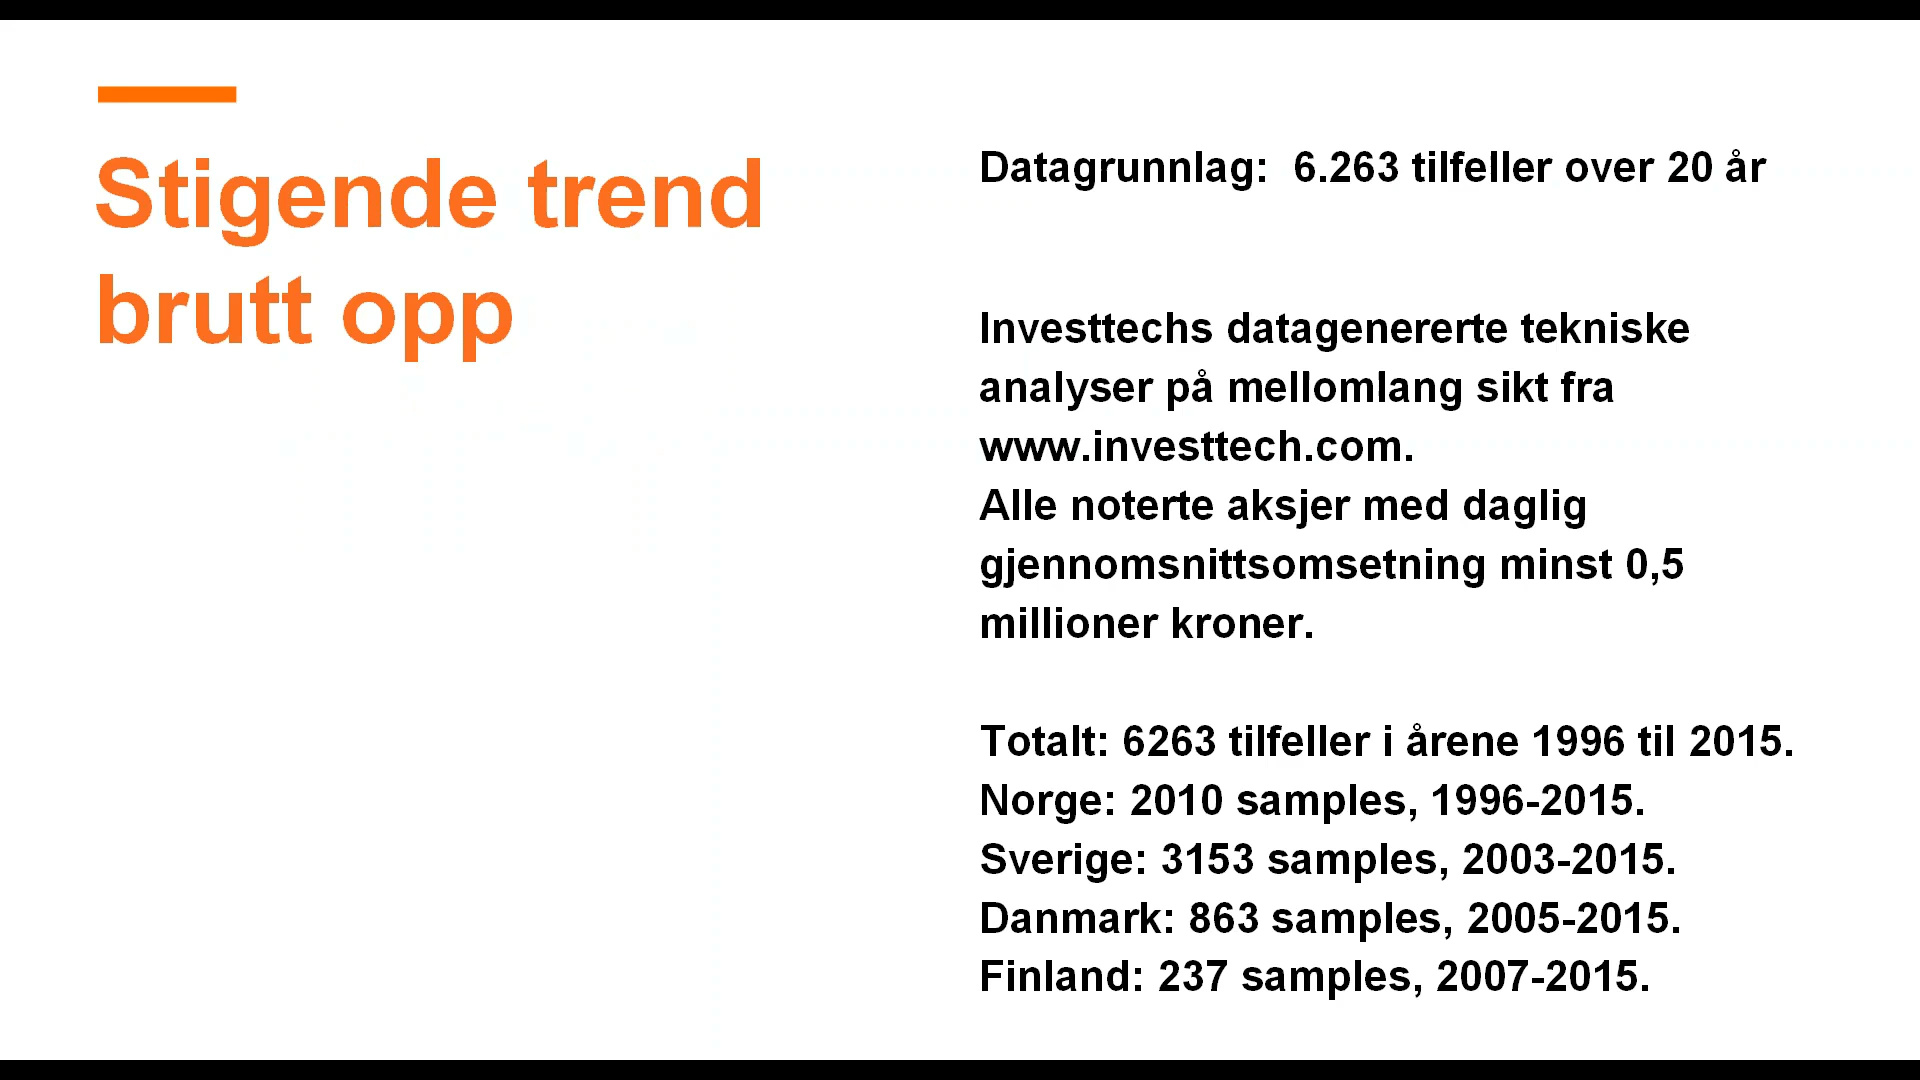 Stigende trend
brutt opp
Datagrunnlag:  6.263 tilfeller over 20 år
Investtechs datagenererte tekniske
analyser på mellomlang sikt fra
www.investtech.com.
Alle noterte aksjer med daglig
gjennomsnittsomsetning minst 0,5
millioner kroner.
Totalt: 6263 tilfeller i årene 1996 til 2015.
Norge: 2010 samples, 1996-2015.
Sverige: 3153 samples, 2003-2015.
Danmark: 863 samples, 2005-2015.
Finland: 237 samples, 2007-2015.